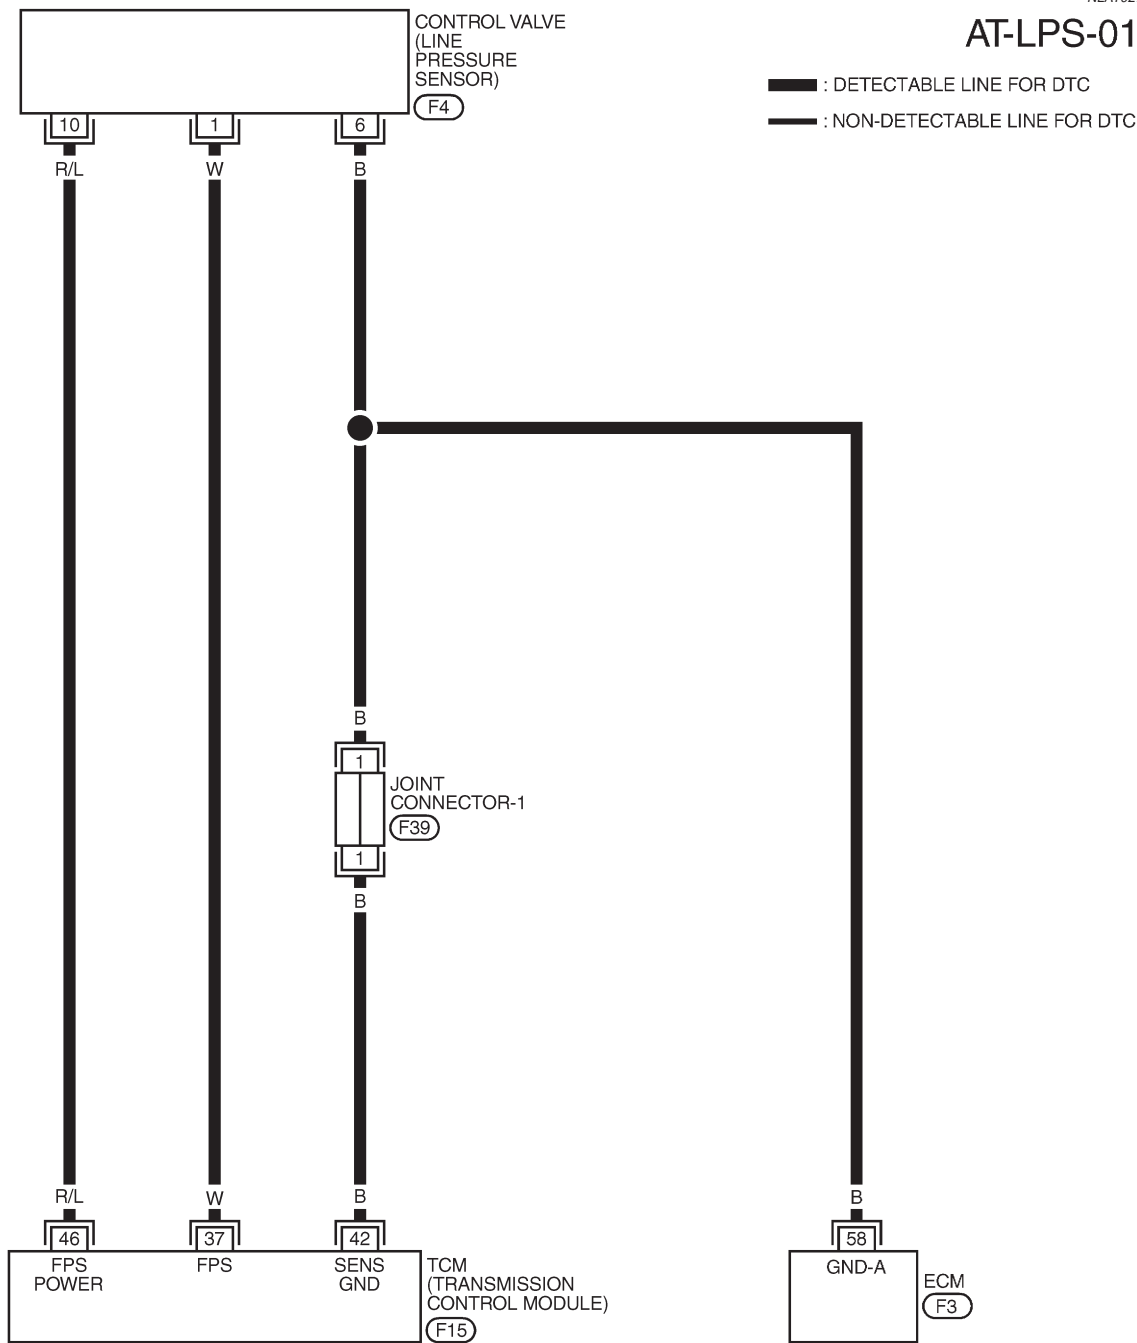 AT-LPS-01
CONTROL VALVE
(LINE
PRESSURE
SENSOR)
F4
: DETECTABLE LINE FOR DTC
: NON-DETECTABLE LINE FOR DTC
10 1 6
R/L W B
B
1
JOINT
CONNECTOR-1
F39
1
B
R/L W B B
46 37 42 58
FPS
POWER
FPS
SENS
GND
TCM
(TRANSMISSION
CONTROL MODULE)
F15
GND-A
ECM
F3